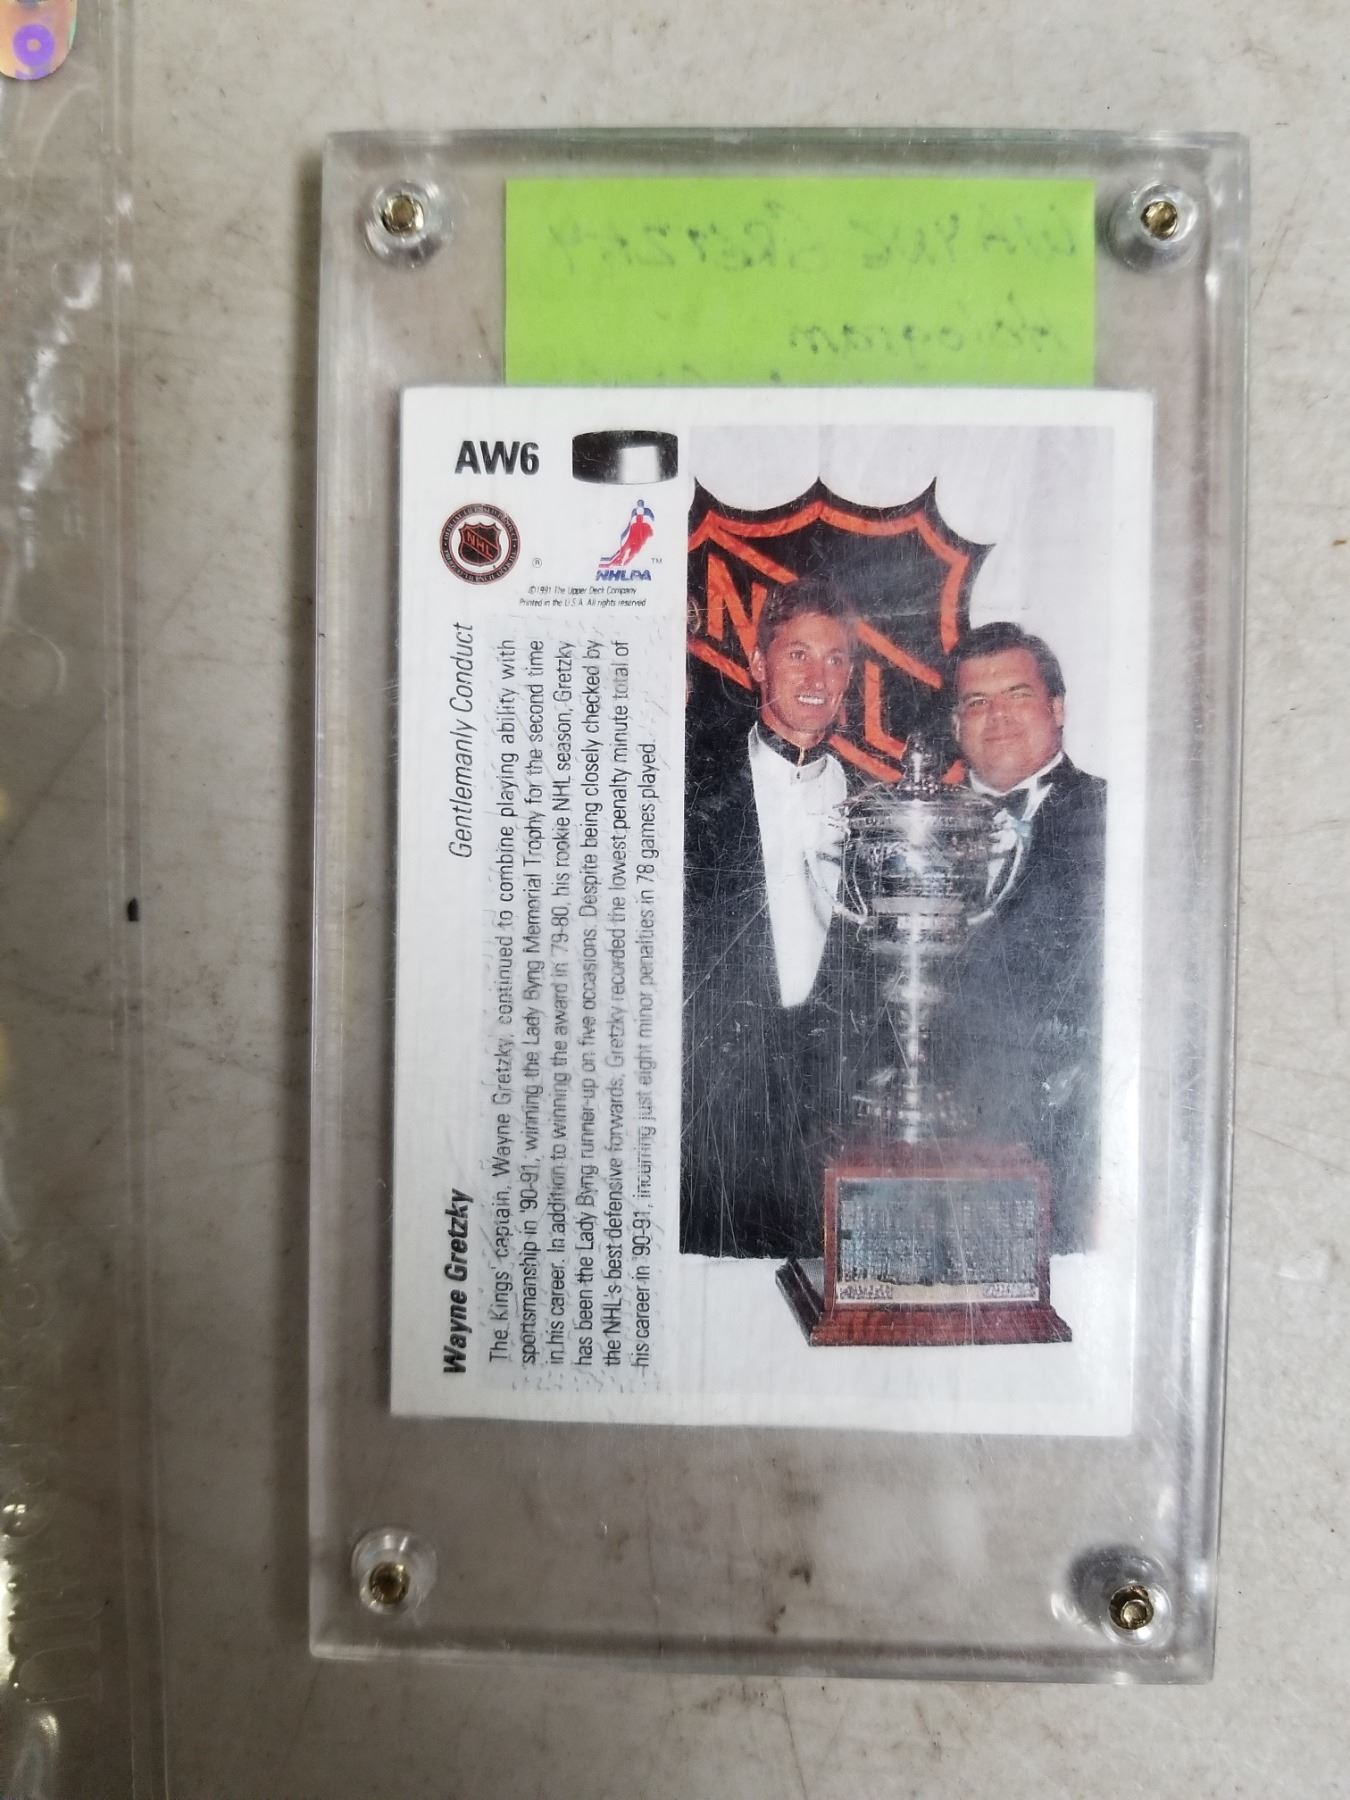 WAYNE GRETZKY
Hologram
AW6
NHL
®
NHLPA
TM
©1991 The Upper Deck Company
Printed in the U.S.A. All rights reserved
Wayne Gretzky
Gentlemanly Conduct
The Kings' captain, Wayne Gretzky, continued to combine playing ability with
sportsmanship in '90-91, winning the Lady Byng Memorial Trophy for the second time
in his career. In addition to winning the award in '79-80, his rookie NHL season, Gretzky
has been the Lady Byng runner-up on five occasions. Despite being closely checked by
the NHL's best defensive forwards, Gretzky recorded the lowest penalty minute total of
his career in '90-91, incurring just eight minor penalties in 78 games played.